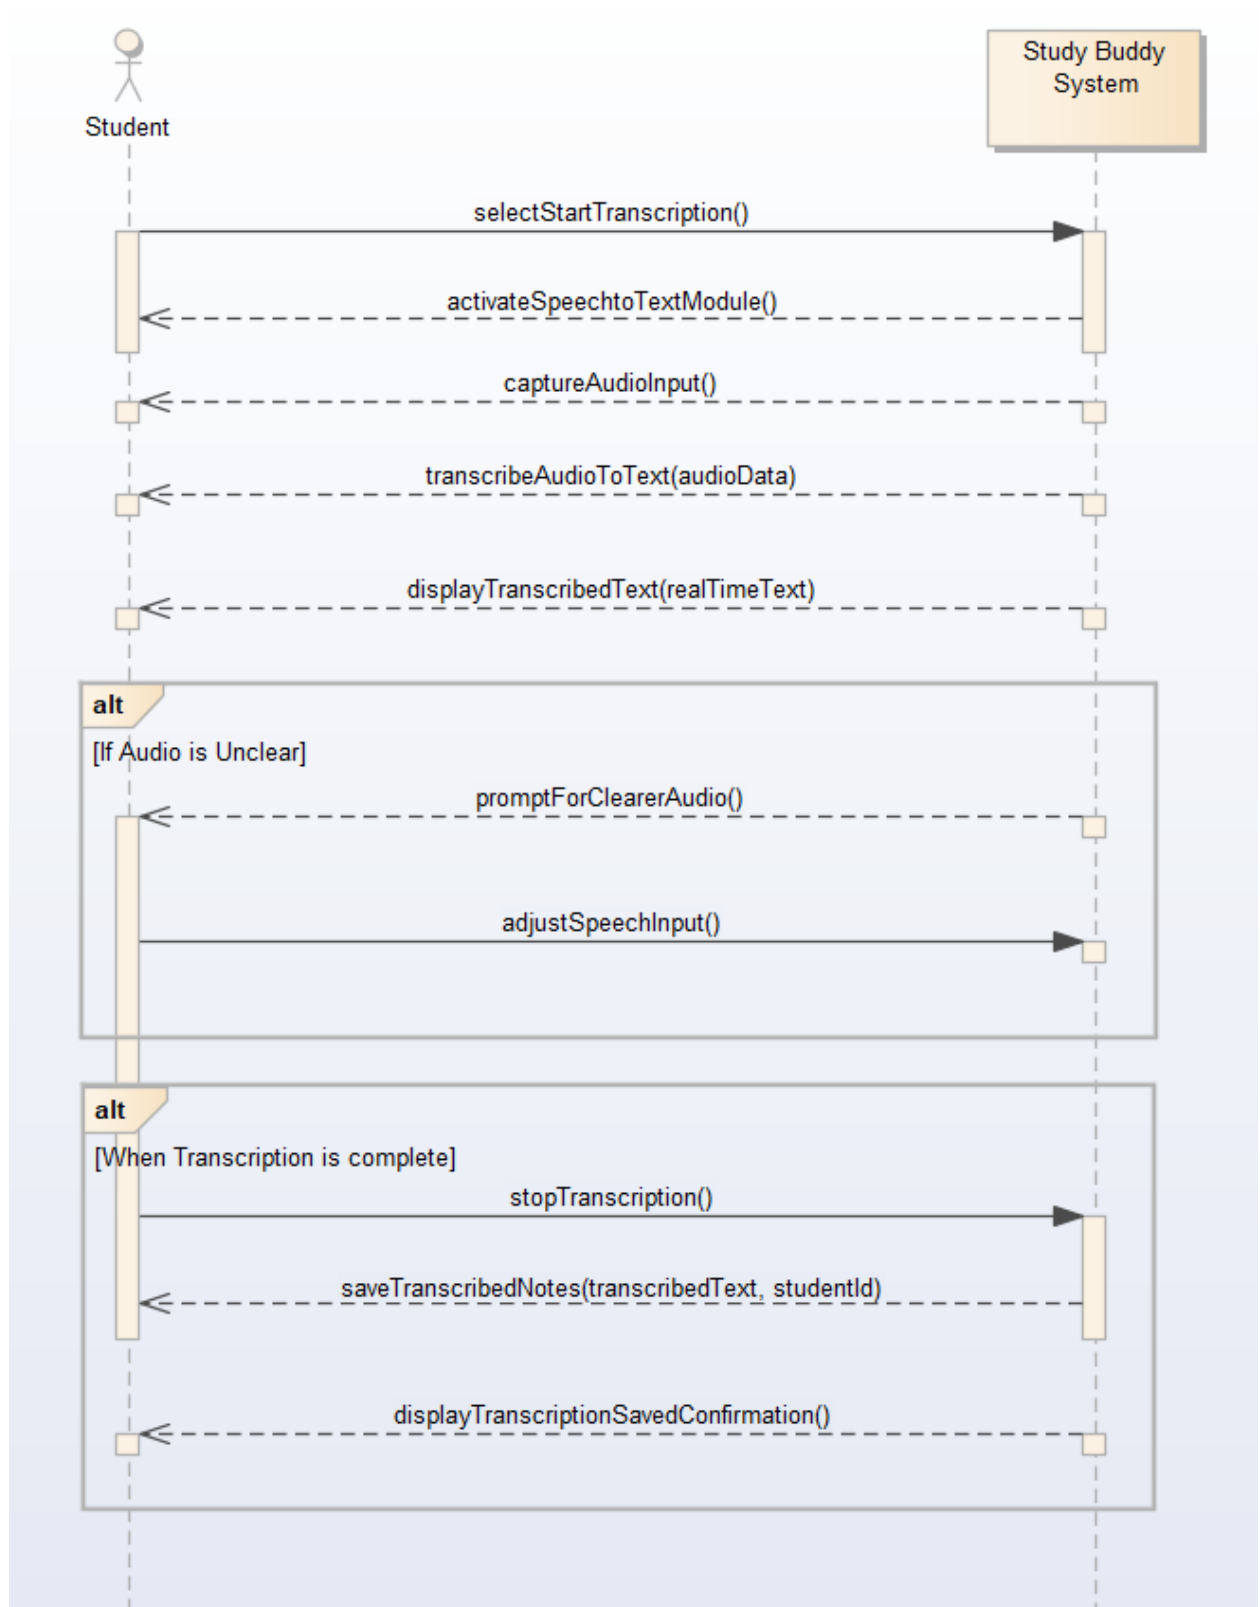 Study Buddy
System
Student
selectStartTranscription()
activateSpeechtoTextModule()
captureAudioInput()
transcribeAudioToText(audioData)
displayTranscribedText(realTimeText)
alt
[If Audio is Unclear]
promptForClearerAudio()
adjustSpeechInput()
alt
[When Transcription is complete]
stopTranscription()
saveTranscribedNotes(transcribedText, studentId)
displayTranscriptionSavedConfirmation()